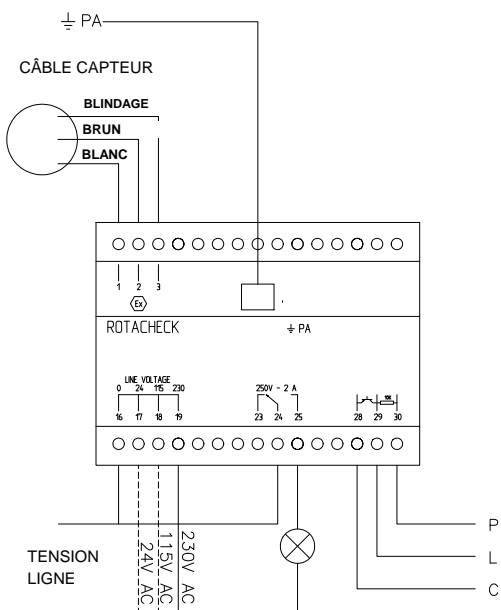 ⏚ PA
CÂBLE CAPTEUR
BLINDAGE
BRUN
BLANC
1 2 3
Ex
ROTACHECK
⏚ PA
LINE VOLTAGE
0 24 115 230
16 17 18 19
250V - 2 A
23 24 25
10K
28 29 30
TENSION
LIGNE
24V AC
115V AC
230V AC
P
L
C